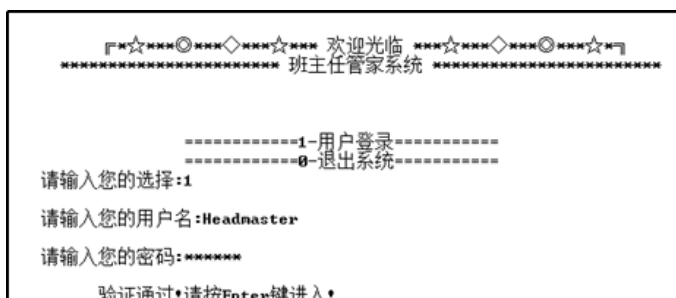 ╔*☆***◎***◇***☆*** 欢迎光临 ***☆***◇***◎***☆*╗
*********************** 班主任管家系统 ************************
============1-用户登录===========
============0-退出系统===========
请输入您的选择:1
请输入您的用户名:Headmaster
请输入您的密码:******
验证通过!请按Enter键进入!